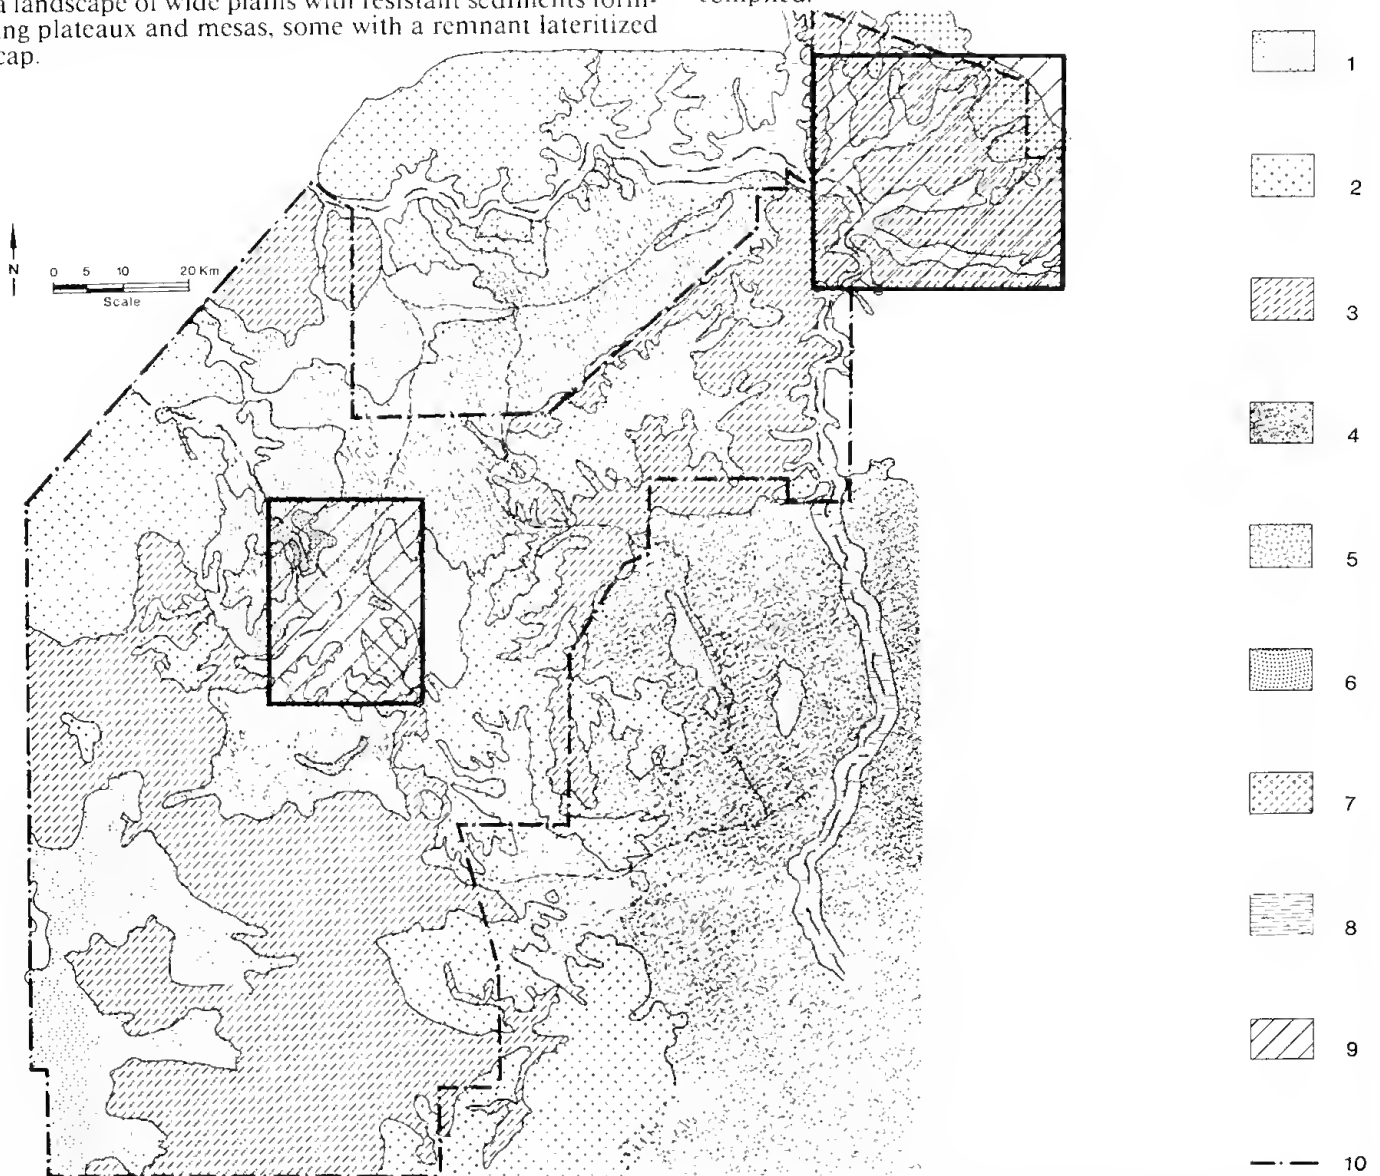 a landscape of wide plains with resistant sediments form-
ing plateaux and mesas, some with a remnant lateritized
cap.
compiled.
N
0 5 10 20 Km
Scale
1
2
3
4
5
6
7
8
9
10